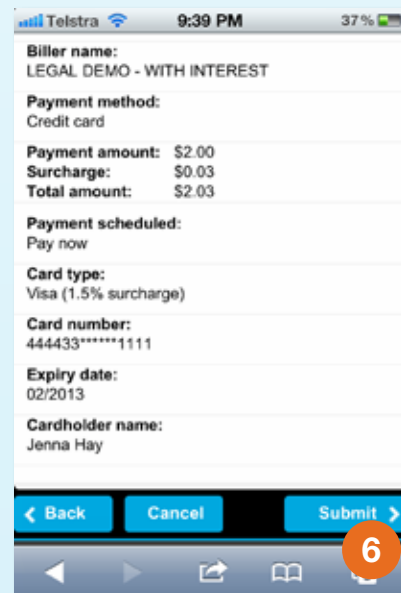 Telstra 9:39 PM 37%
Biller name:
LEGAL DEMO - WITH INTEREST
Payment method:
Credit card
Payment amount: $2.00
Surcharge: $0.03
Total amount: $2.03
Payment scheduled:
Pay now
Card type:
Visa (1.5% surcharge)
Card number:
444433******1111
Expiry date:
02/2013
Cardholder name:
Jenna Hay
Back Cancel Submit
6